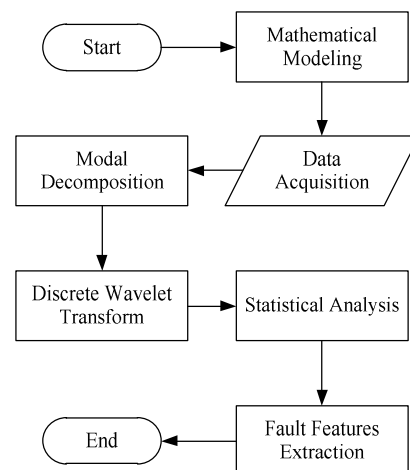 Start
Mathematical
Modeling
Data
Acquisition
Modal
Decomposition
Discrete Wavelet
Transform
Statistical Analysis
Fault Features
Extraction
End